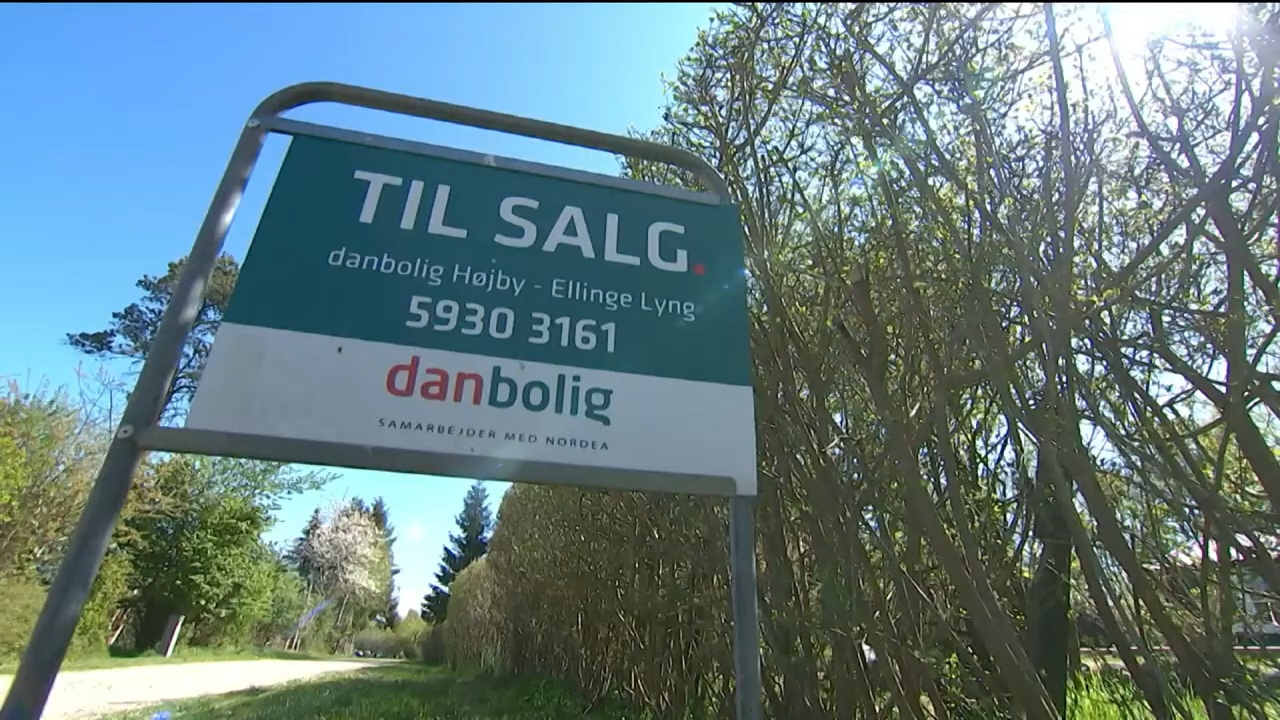 TIL SALG.
danbolig Højby - Ellinge Lyng
5930 3161
danbolig
SAMARBEJDER MED NORDEA